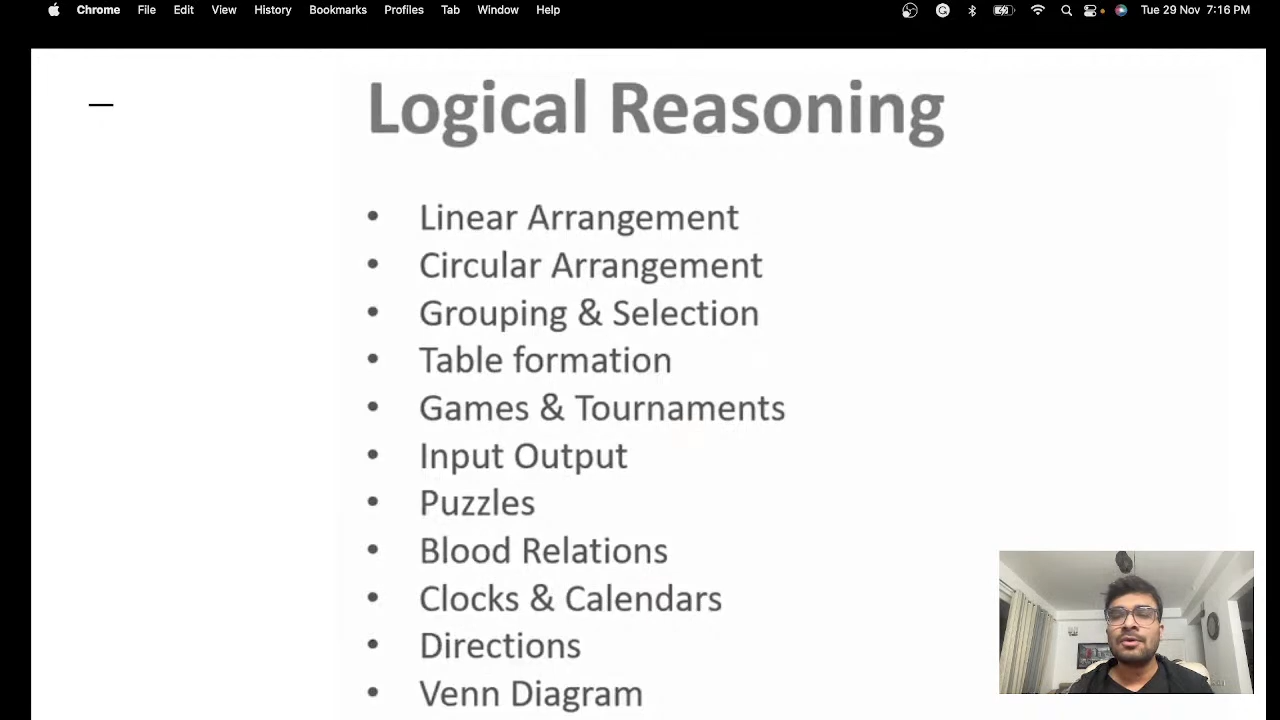 Chrome File Edit View History Bookmarks Profiles Tab Window Help Tue 29 Nov 7:16 PM
Logical Reasoning
• Linear Arrangement
• Circular Arrangement
• Grouping & Selection
• Table formation
• Games & Tournaments
• Input Output
• Puzzles
• Blood Relations
• Clocks & Calendars
• Directions
• Venn Diagram